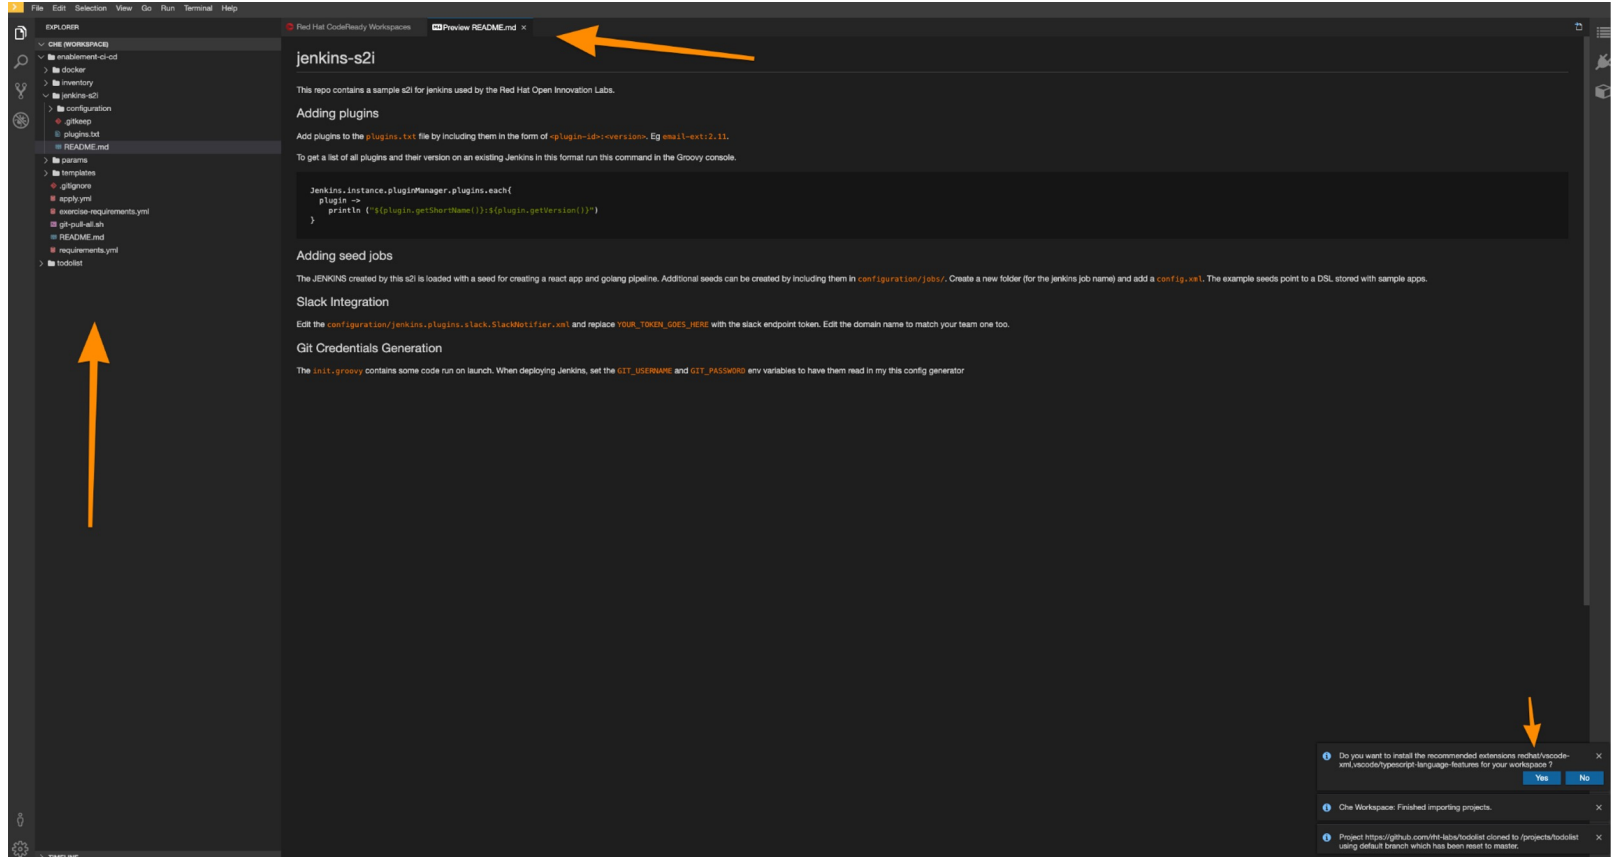 File Edit Selection View Go Run Terminal Help
EXPLORER
CHE (WORKSPACE)
enablement-ci-cd
docker
inventory
jenkins-s2i
configuration
.gitkeep
plugins.txt
README.md
params
templates
.gitignore
apply.yml
exercise-requirements.yml
git-pull-all.sh
README.md
requirements.yml
todolist
TIMELINE
Red Hat CodeReady Workspaces
Preview README.md ×
jenkins-s2i
This repo contains a sample s2i for jenkins used by the Red Hat Open Innovation Labs.
Adding plugins
Add plugins to the plugins.txt file by including them in the form of <plugin-id>:<version>. Eg email-ext:2.11.
To get a list of all plugins and their version on an existing Jenkins in this format run this command in the Groovy console.
Jenkins.instance.pluginManager.plugins.each{
plugin ->
println ("${plugin.getShortName()}:${plugin.getVersion()}")
}
Adding seed jobs
The JENKINS created by this s2i is loaded with a seed for creating a react app and golang pipeline. Additional seeds can be created by including them in configuration/jobs/. Create a new folder (for the jenkins job name) and add a config.xml. The example seeds point to a DSL stored with sample apps.
Slack Integration
Edit the configuration/jenkins.plugins.slack.SlackNotifier.xml and replace YOUR_TOKEN_GOES_HERE with the slack endpoint token. Edit the domain name to match your team one too.
Git Credentials Generation
The init.groovy contains some code run on launch. When deploying Jenkins, set the GIT_USERNAME and GIT_PASSWORD env variables to have them read in my this config generator
Do you want to install the recommended extensions redhat/vscode-
xml,vscode/typescript-language-features for your workspace ?
Yes No
Che Workspace: Finished importing projects.
Project https://github.com/rht-labs/todolist cloned to /projects/todolist
using default branch which has been reset to master.